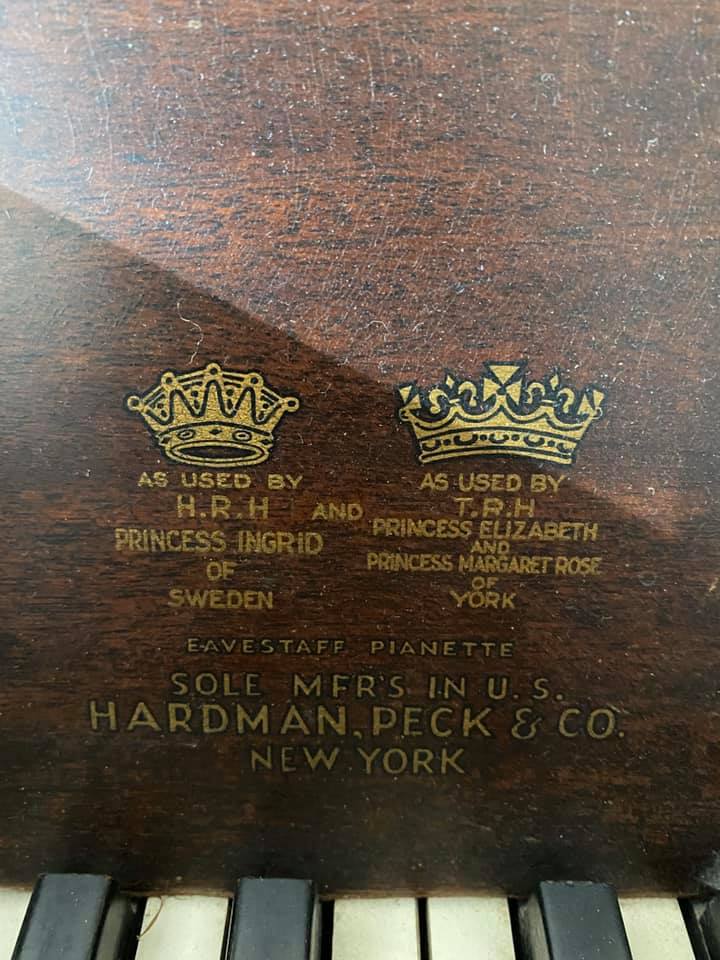 AS USED BY
H.R.H
PRINCESS INGRID
OF
SWEDEN
AND
AS USED BY
T.R.H
PRINCESS ELIZABETH
AND
PRINCESS MARGARET ROSE
OF
YORK
EAVESTAFF PIANETTE
SOLE MFR'S IN U.S.
HARDMAN, PECK & CO.
NEW YORK